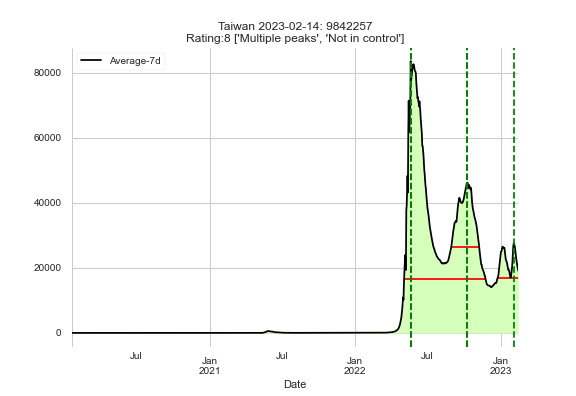 Taiwan 2023-02-14: 9842257
Rating:8 ['Multiple peaks', 'Not in control']
Average-7d
80000
60000
40000
20000
0
Jul
Jan
2021
Jul
Jan
2022
Jul
Jan
2023
Date